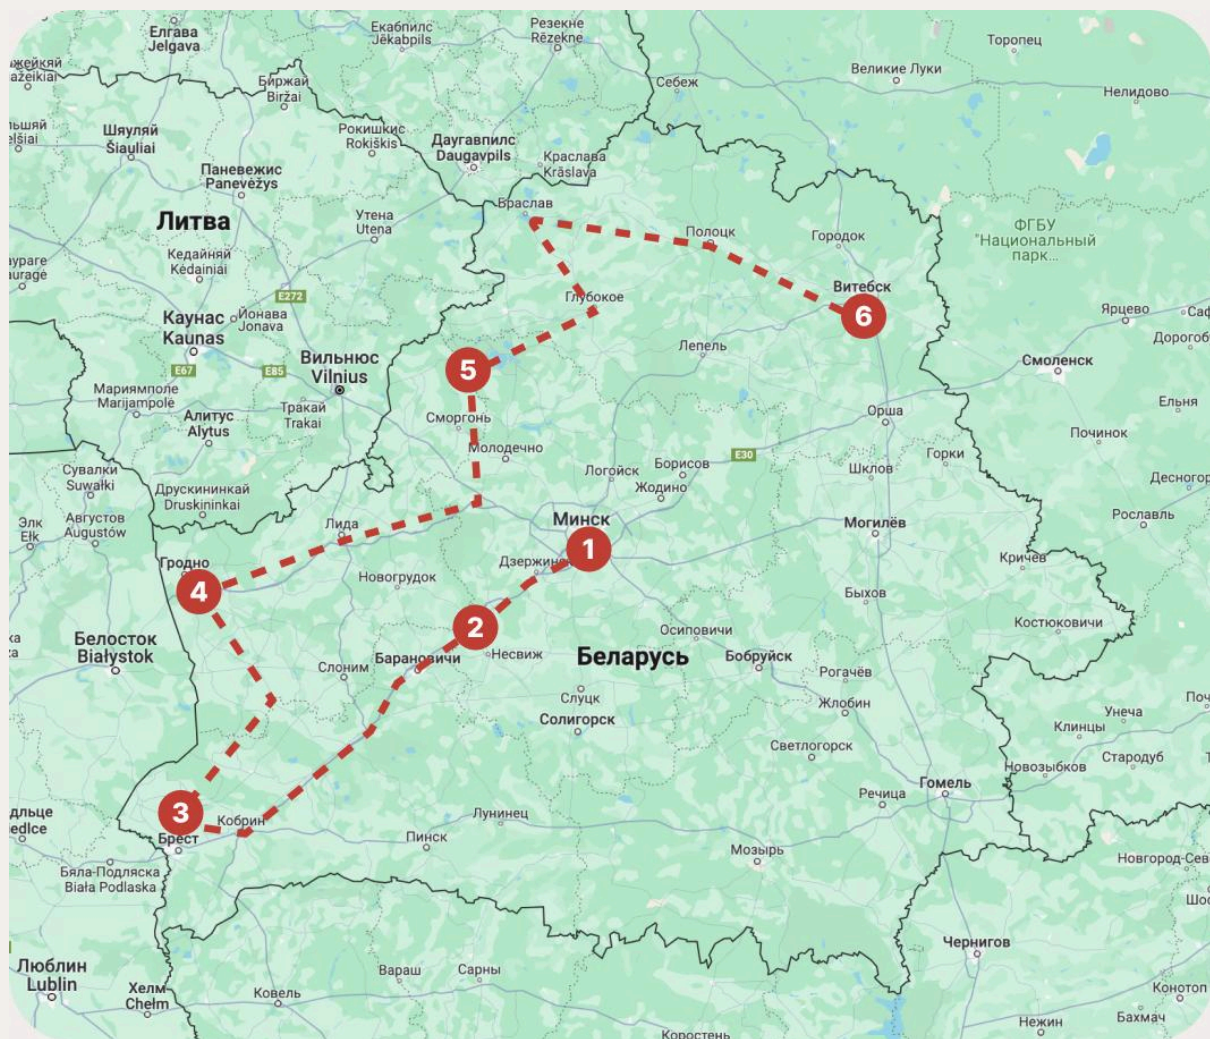 Елгава
Jelgava
Екабпилс
Jēkabpils
Резекне
Rēzekne
Торопец
Себеж
Великие Луки
Нелидово
Биржай
Biržai
Шяуляй
Šiauliai
Рокишкис
Rokiškis
Даугавпилс
Daugavpils
Краслава
Krāslava
Паневежис
Panevėžys
Браслав
Литва
Утена
Utena
Полоцк
Городок
ФГБУ
"Национальный
парк...
Кедайняй
Kėdainiai
Витебск
E272
Глубокое
Каунас
Kaunas
Йонава
Jonava
6
Ярцево
Лепель
Вильнюс
Vilnius
Смоленск
E67
E85
5
Мариямполе
Marijampolė
Тракай
Trakai
Алитус
Alytus
Сморгонь
Орша
Ельня
Молодечно
Починок
E30
Сувалки
Suwałki
Логойск
Борисов
Жодино
Шклов
Горки
Друскининкай
Druskininkai
Элк
Ełk
Августов
Augustów
Лида
Минск
Могилёв
Рославль
1
Гродно
Кричев
4
Новогрудок
Быхов
Белосток
Białystok
2
Костюковичи
Осиповичи
Слоним
Барановичи
Несвиж
Беларусь
Бобруйск
Рогачёв
Слуцк
Жлобин
Солигорск
Унеча
Клинцы
Светлогорск
Стародуб
Новозыбков
Гомель
Речица
3
Кобрин
Лунинец
Брест
Пинск
Мозырь
Бяла-Подляска
Biała Podlaska
Люблин
Lublin
Вараш
Сарны
Чернигов
Хелм
Chełm
Ковель
Конотоп
Нежин
Бахмач
Коростень